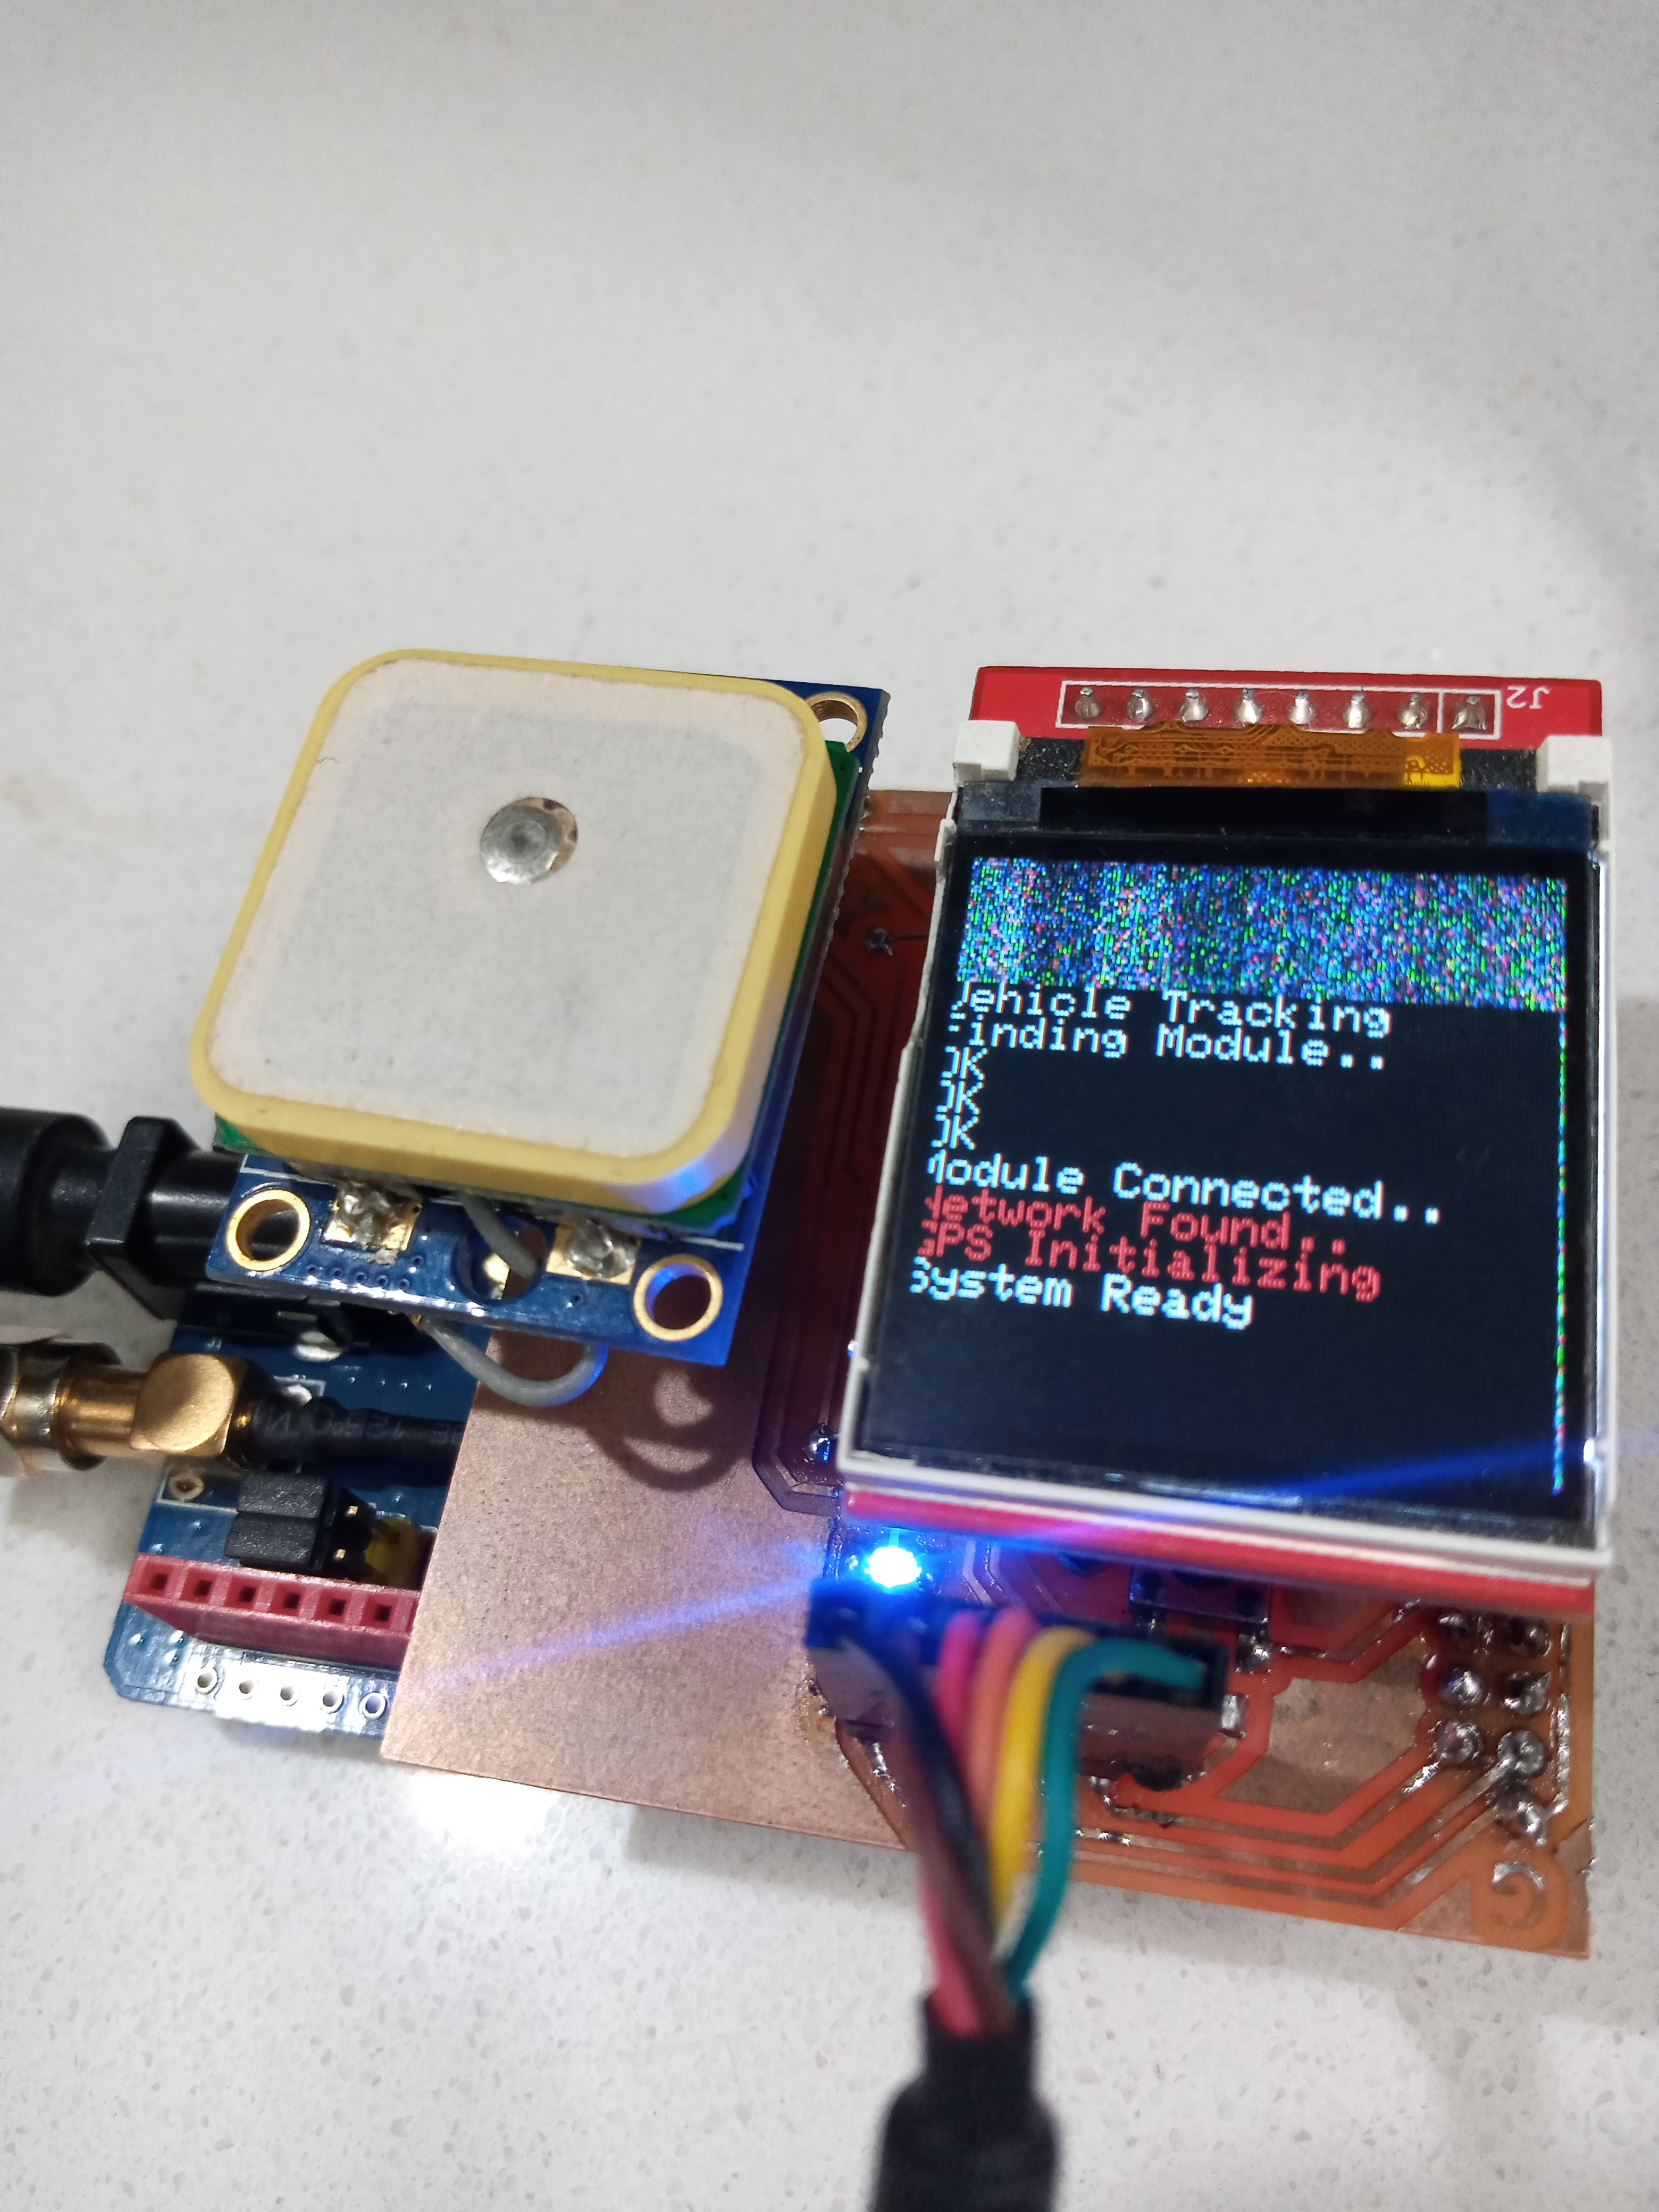 J2
Vehicle Tracking
Finding Module..
OK
OK
OK
Module Connected..
Network Found..
GPS Initializing
System Ready